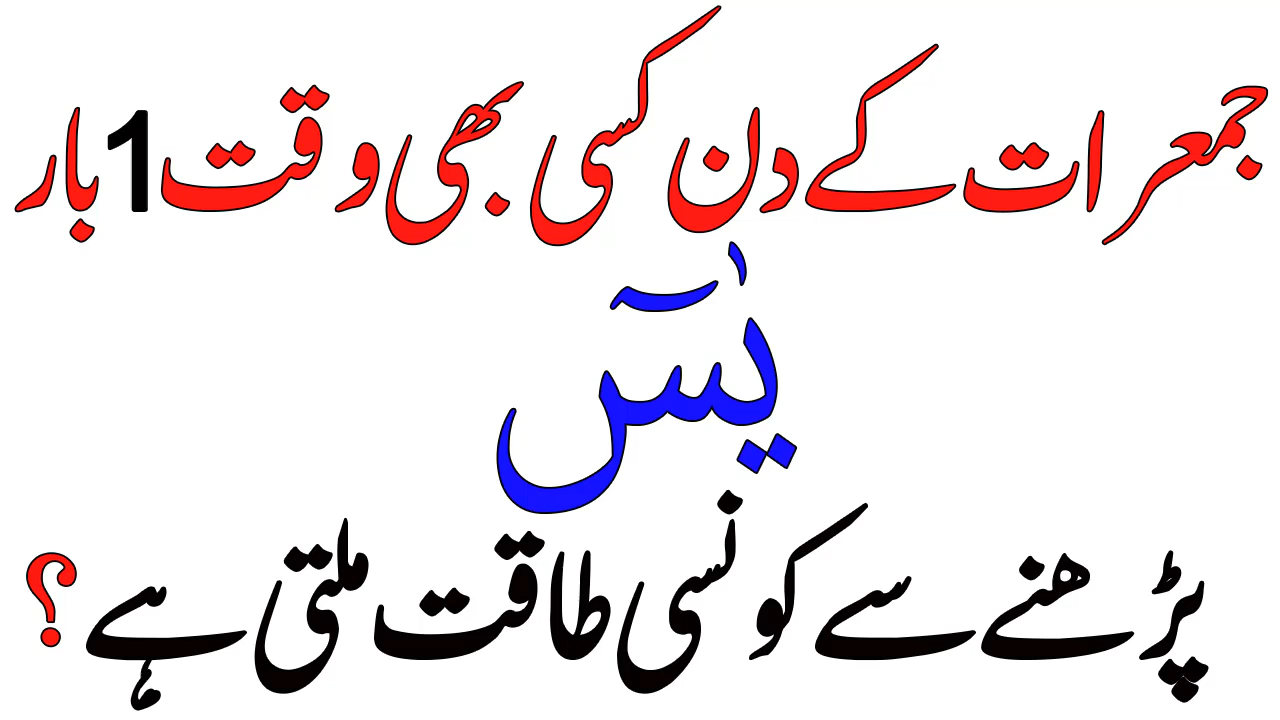 جمعرات کے دن کسی بھی وقت 1 بار
یٰسٓ
پڑھنے سے کونسی طاقت ملتی ہے ؟